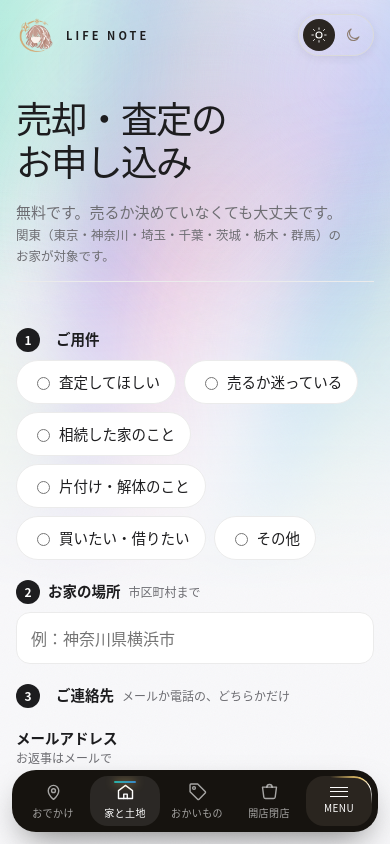 LIFE NOTE
売却・査定の
お申し込み
無料です。売るか決めていなくても大丈夫です。
関東（東京・神奈川・埼玉・千葉・茨城・栃木・群馬）の
お家が対象です。
1 ご用件
査定してほしい 売るか迷っている
相続した家のこと
片付け・解体のこと
買いたい・借りたい その他
2 お家の場所 市区町村まで
例：神奈川県横浜市
3 ご連絡先 メールか電話の、どちらかだけ
メールアドレス
お返事はメールで
おでかけ 家と土地 おかいもの 開店閉店 MENU